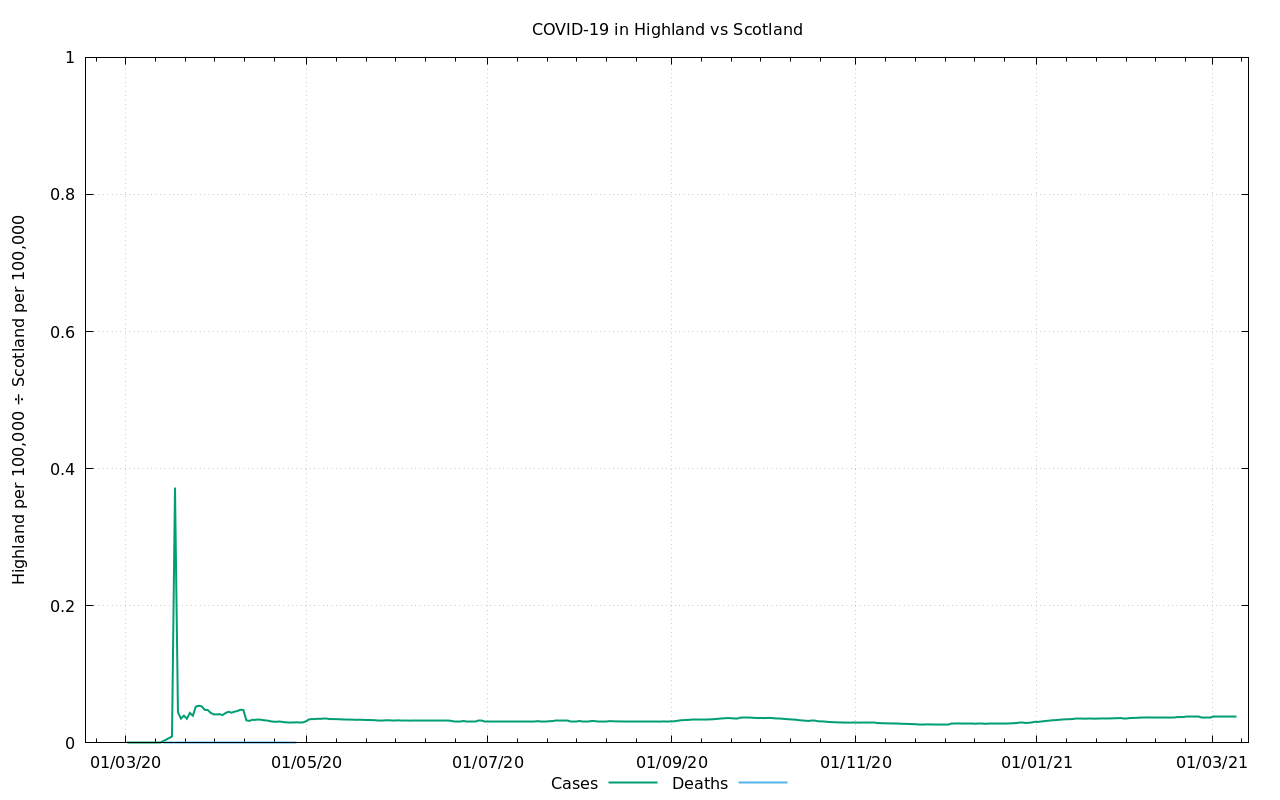 COVID-19 in Highland vs Scotland
Highland per 100,000 ÷ Scotland per 100,000
1
0.8
0.6
0.4
0.2
0
01/03/20 01/05/20 01/07/20 01/09/20 01/11/20 01/01/21 01/03/21
Cases Deaths